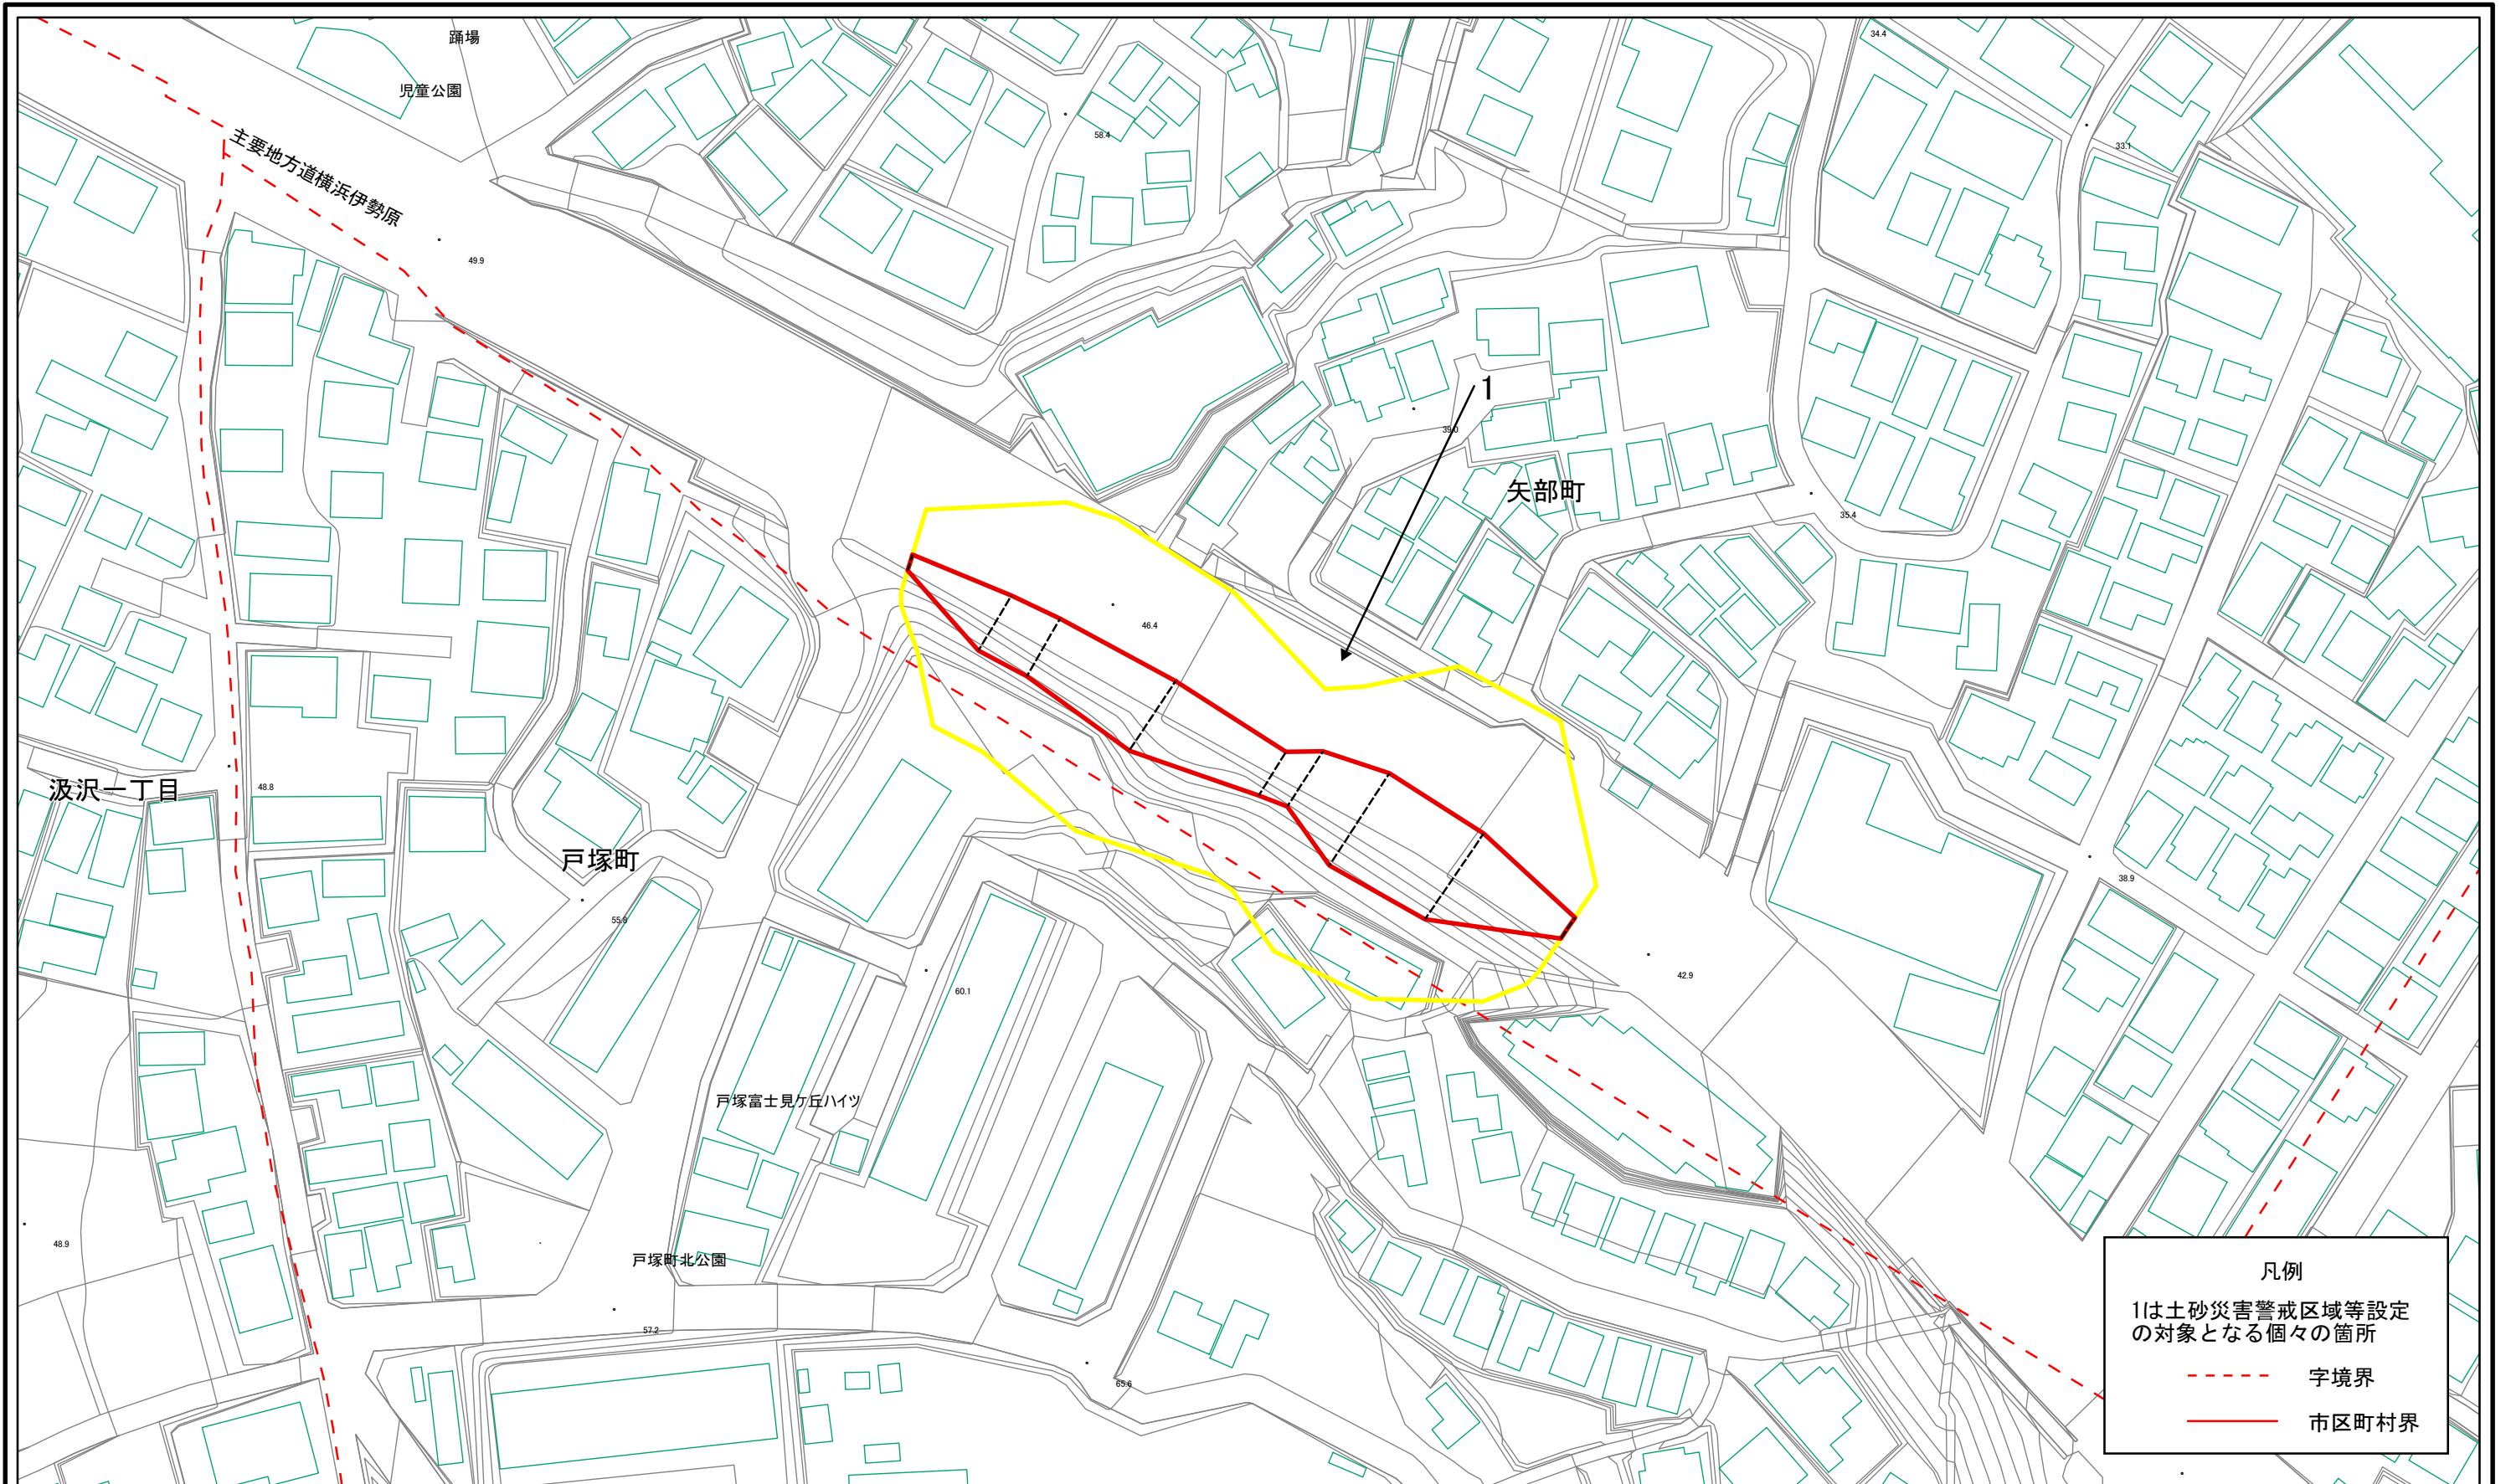 踊場
児童公園
主要地方道横浜伊勢原
34.4
58.4
33.1
49.9
1
39.0
矢部町
35.4
46.4
汲沢一丁目
48.8
戸塚町
38.9
55.8
42.9
60.1
戸塚富士見ケ丘ハイツ
48.9
戸塚町北公園
57.2
65.6
凡例
1は土砂災害警戒区域等設定
の対象となる個々の箇所
字境界
市区町村界